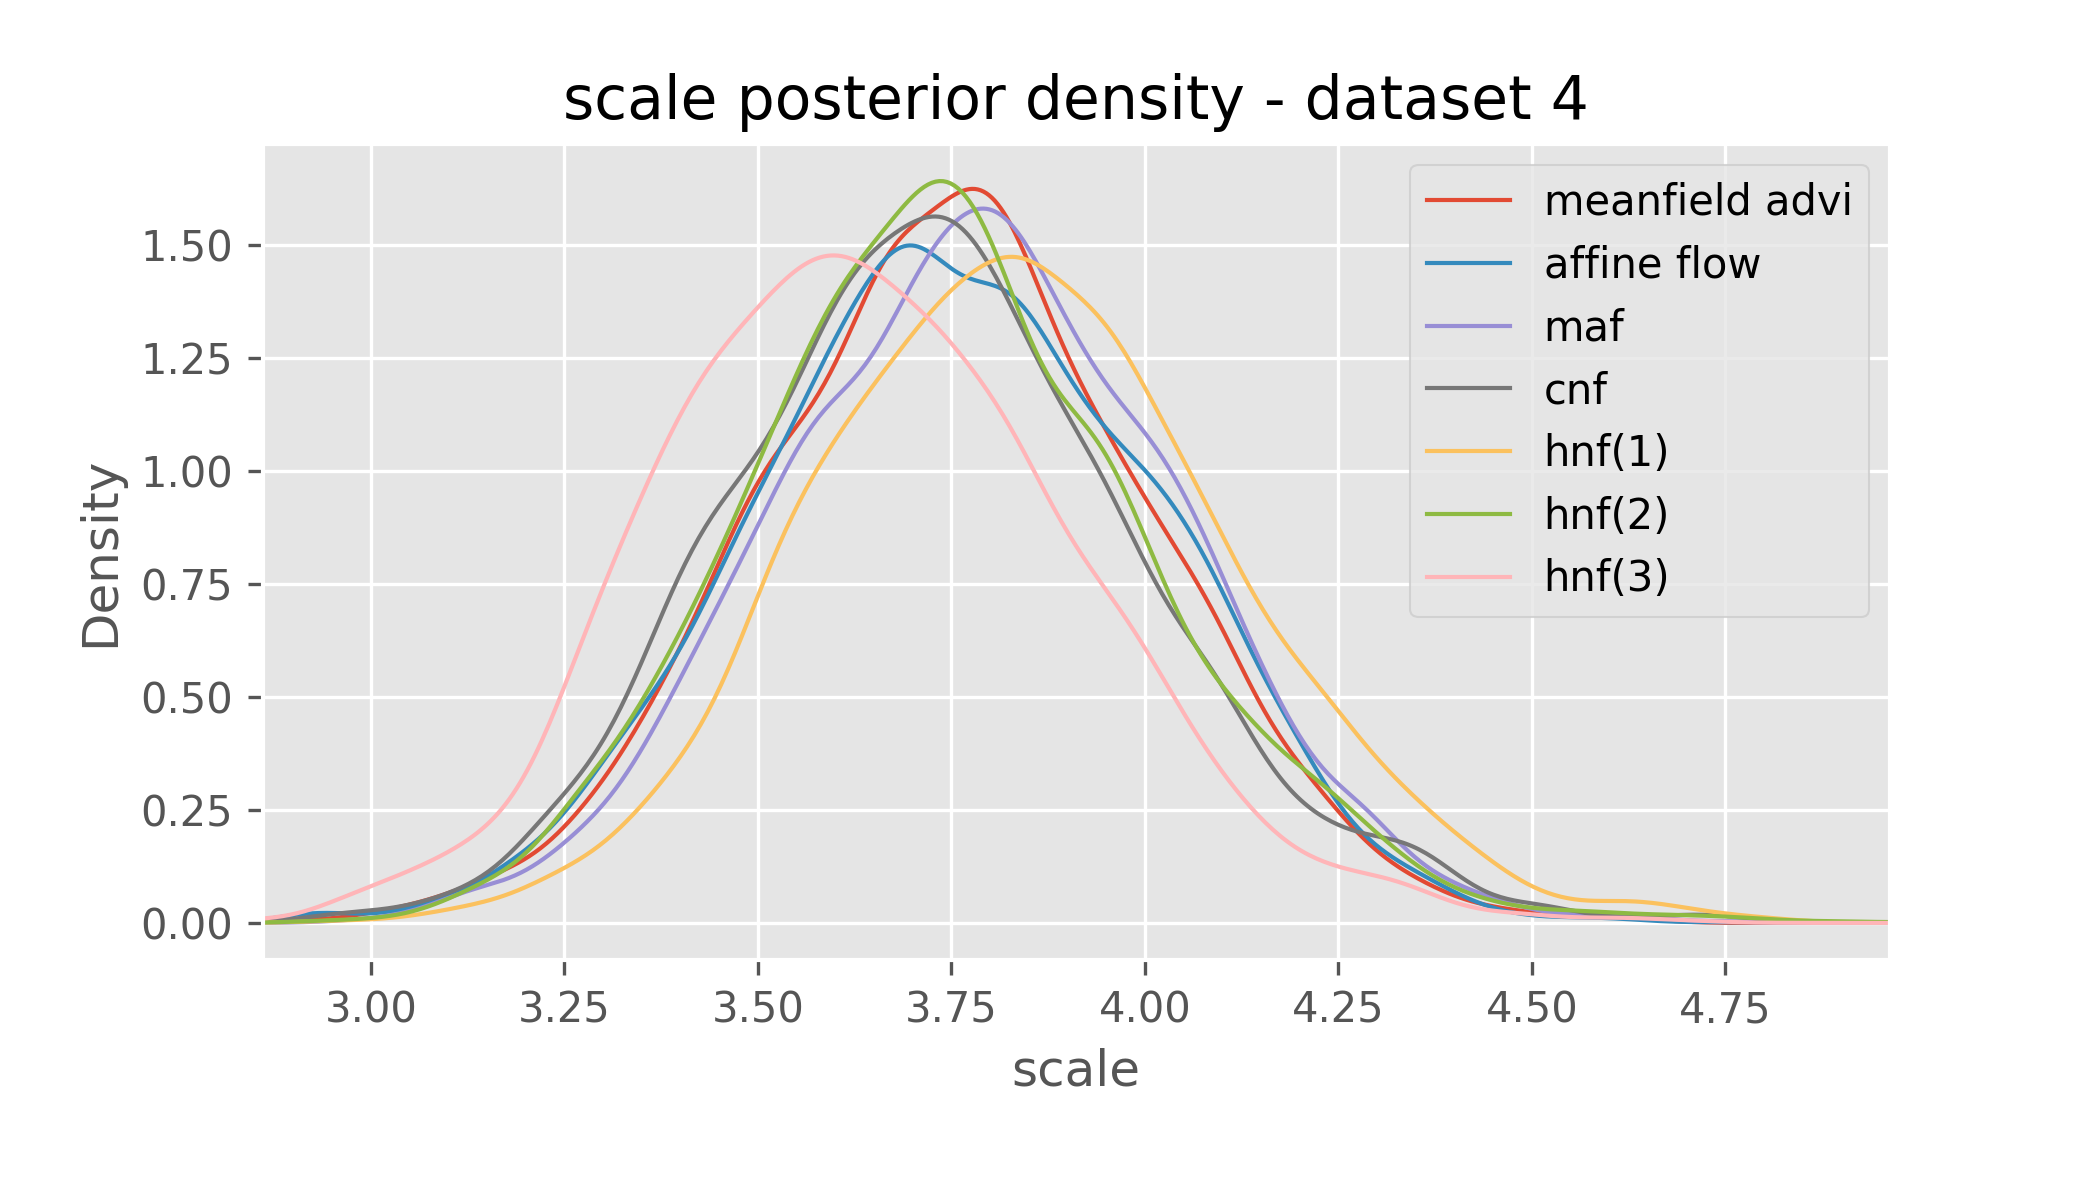 scale posterior density - dataset 4
meanfield advi
affine flow
maf
cnf
hnf(1)
hnf(2)
hnf(3)
Density
1.50
1.25
1.00
0.75
0.50
0.25
0.00
3.00 3.25 3.50 3.75 4.00 4.25 4.50 4.75
scale